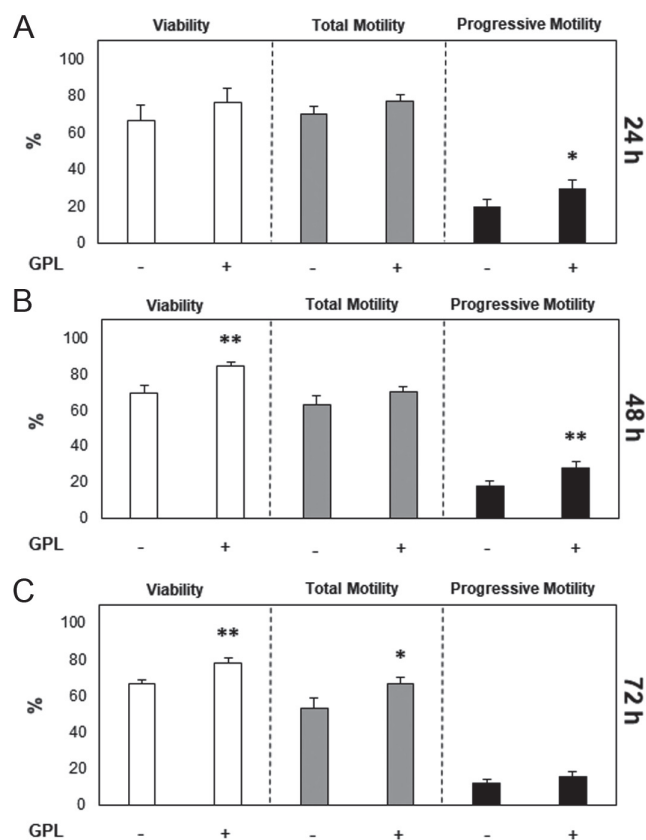 A
Viability Total Motility Progressive Motility
100
80
60
40
20
0
%
*
24 h
GPL - + - + - +
B
Viability Total Motility Progressive Motility
100
80
60
40
20
0
%
** **
48 h
GPL - + - + - +
C
Viability Total Motility Progressive Motility
100
80
60
40
20
0
%
** *
72 h
GPL - + - + - +